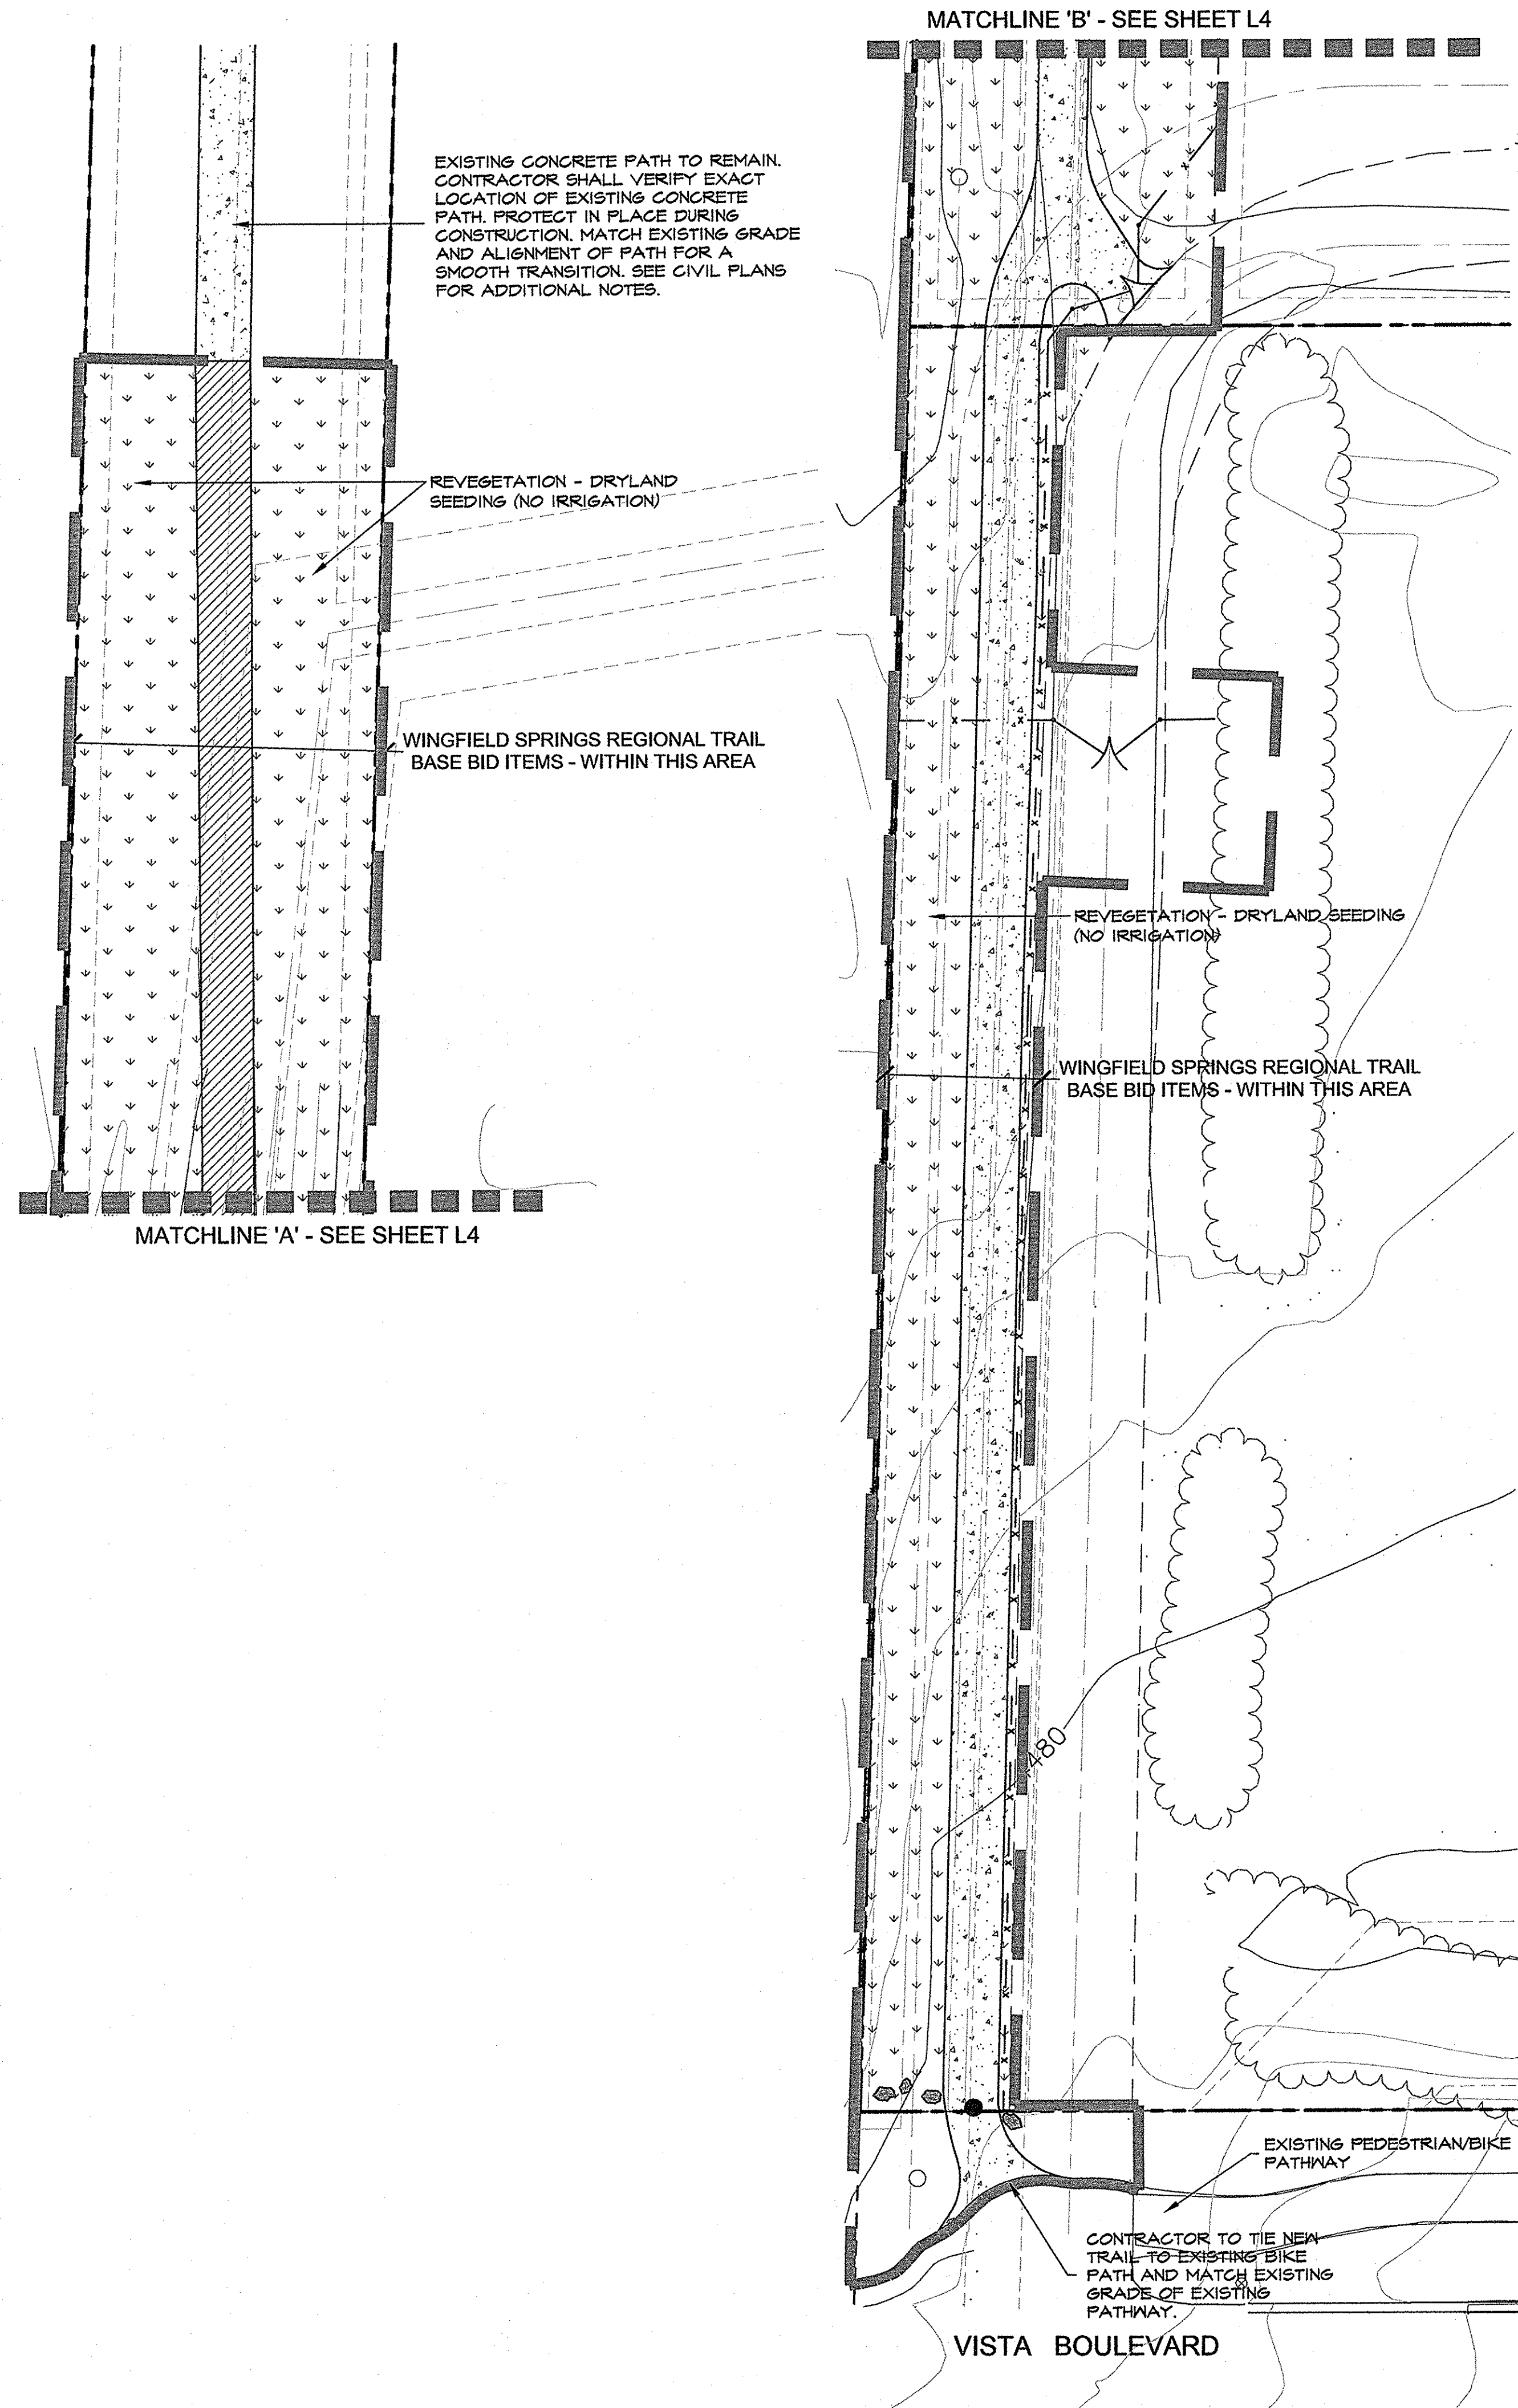 MATCHLINE 'B' - SEE SHEET L4
EXISTING CONCRETE PATH TO REMAIN.
CONTRACTOR SHALL VERIFY EXACT
LOCATION OF EXISTING CONCRETE
PATH. PROTECT IN PLACE DURING
CONSTRUCTION. MATCH EXISTING GRADE
AND ALIGNMENT OF PATH FOR A
SMOOTH TRANSITION. SEE CIVIL PLANS
FOR ADDITIONAL NOTES.
REVEGETATION - DRYLAND
SEEDING (NO IRRIGATION)
WINGFIELD SPRINGS REGIONAL TRAIL
BASE BID ITEMS - WITHIN THIS AREA
MATCHLINE 'A' - SEE SHEET L4
REVEGETATION - DRYLAND SEEDING
(NO IRRIGATION)
WINGFIELD SPRINGS REGIONAL TRAIL
BASE BID ITEMS - WITHIN THIS AREA
EXISTING PEDESTRIAN/BIKE
PATHWAY
CONTRACTOR TO TIE NEW
TRAIL TO EXISTING BIKE
PATH AND MATCH EXISTING
GRADE OF EXISTING
PATHWAY.
VISTA BOULEVARD